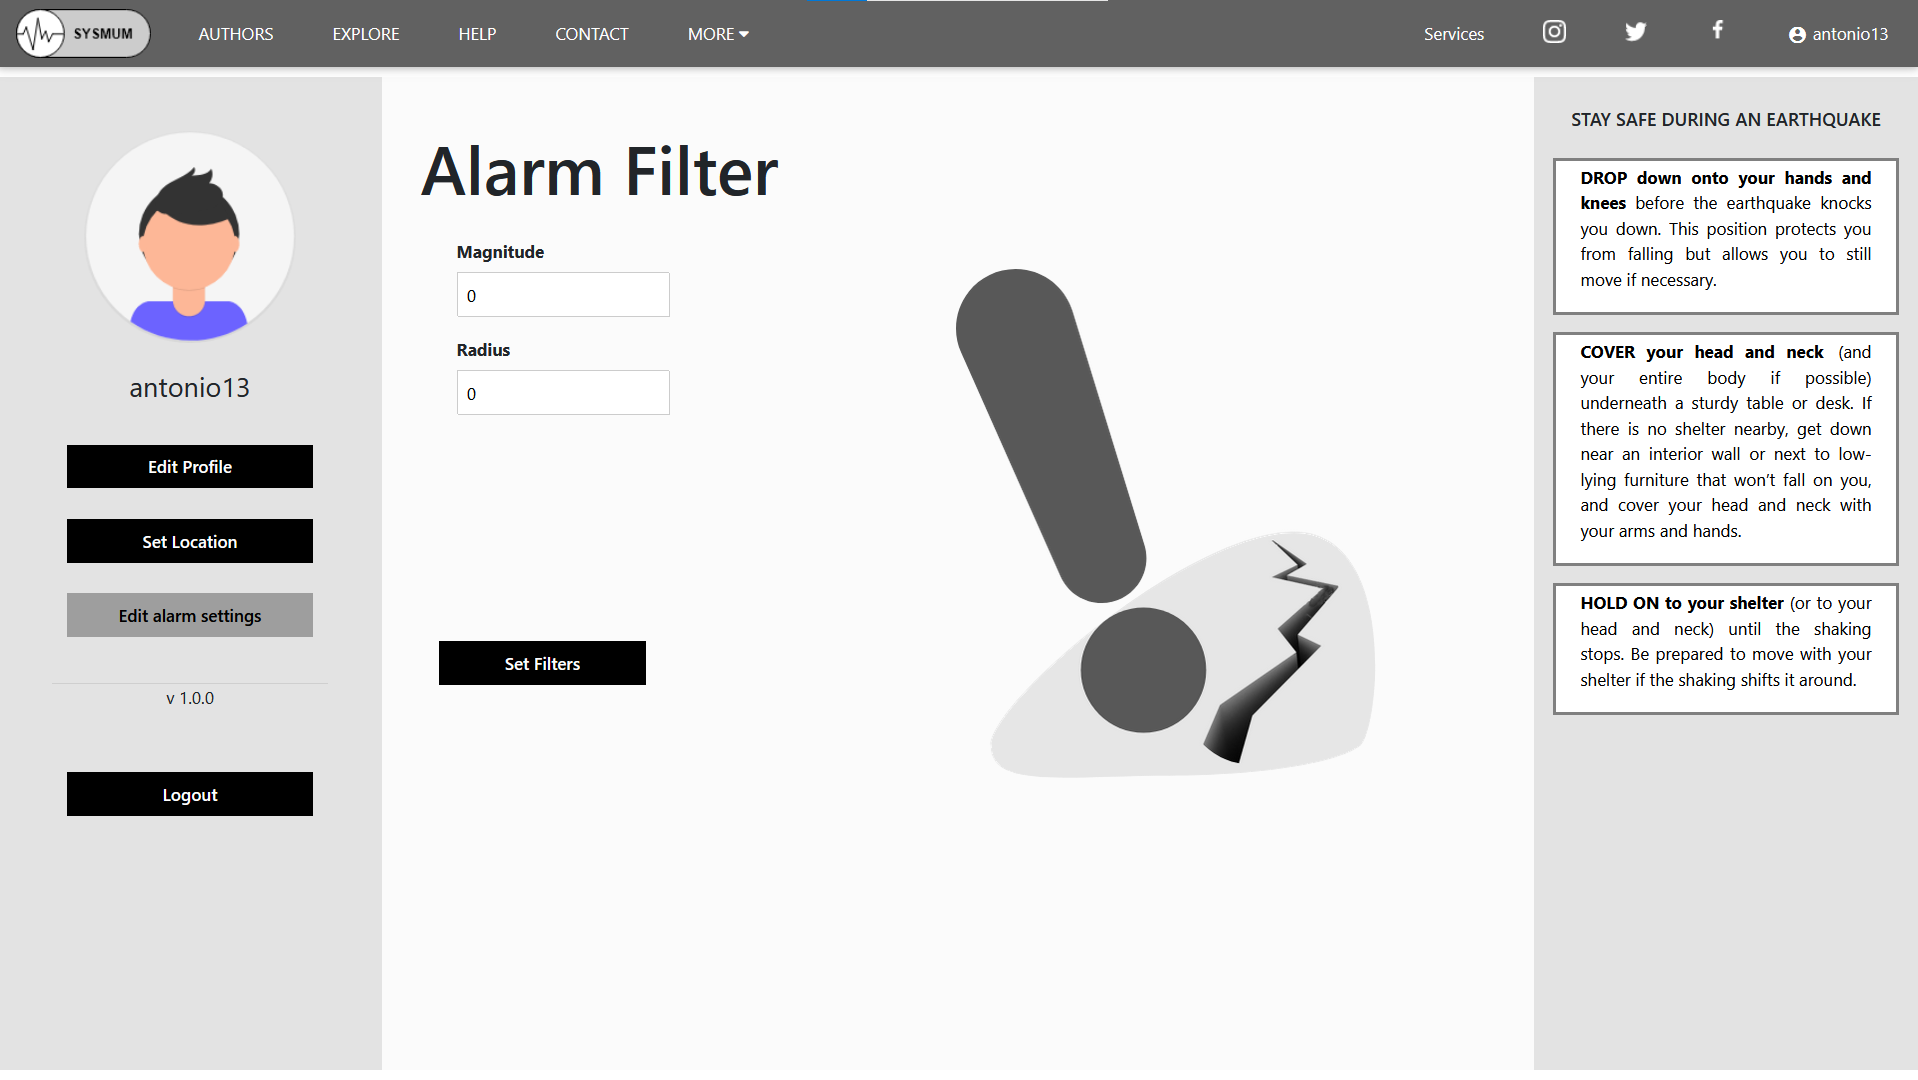 SYSMUM AUTHORS EXPLORE HELP CONTACT MORE Services antonio13
antonio13
Edit Profile
Set Location
Edit alarm settings
v 1.0.0
Logout
Alarm Filter
Magnitude
0
Radius
0
Set Filters
STAY SAFE DURING AN EARTHQUAKE
DROP down onto your hands and
knees before the earthquake knocks
you down. This position protects you
from falling but allows you to still
move if necessary.
COVER your head and neck (and
your entire body if possible)
underneath a sturdy table or desk. If
there is no shelter nearby, get down
near an interior wall or next to low-
lying furniture that won’t fall on you,
and cover your head and neck with
your arms and hands.
HOLD ON to your shelter (or to your
head and neck) until the shaking
stops. Be prepared to move with your
shelter if the shaking shifts it around.